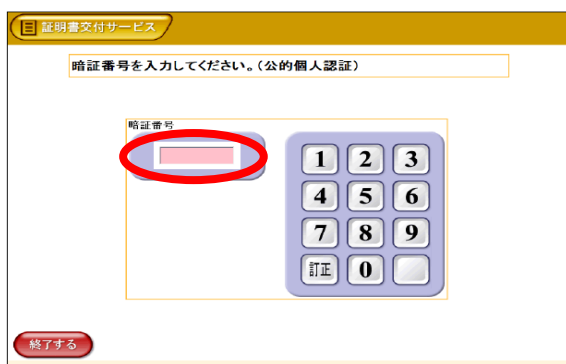 証明書交付サービス
暗証番号を入力してください。(公的個人認証)
暗証番号
1 2 3
4 5 6
7 8 9
訂正 0
終了する